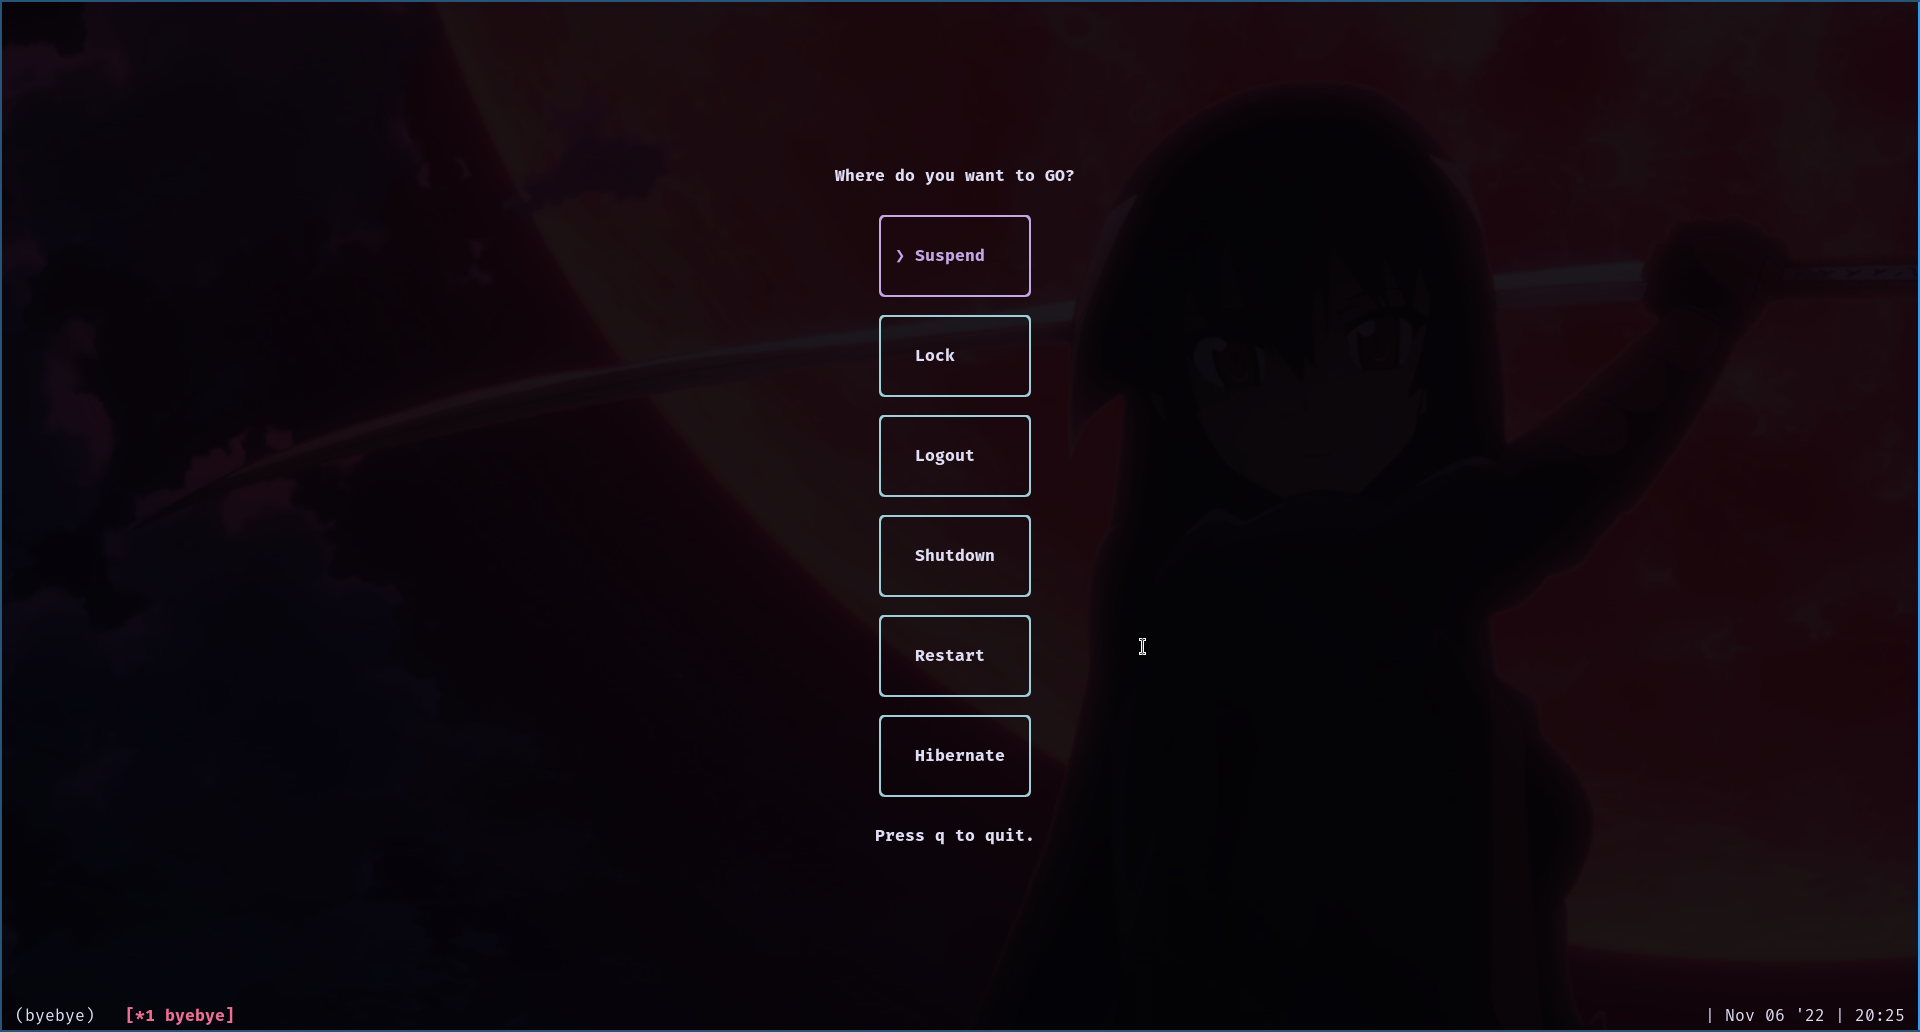 Where do you want to GO?
❯ Suspend
Lock
Logout
Shutdown
Restart
Hibernate
Press q to quit.
(byebye) [*1 byebye] | Nov 06 '22 | 20:25